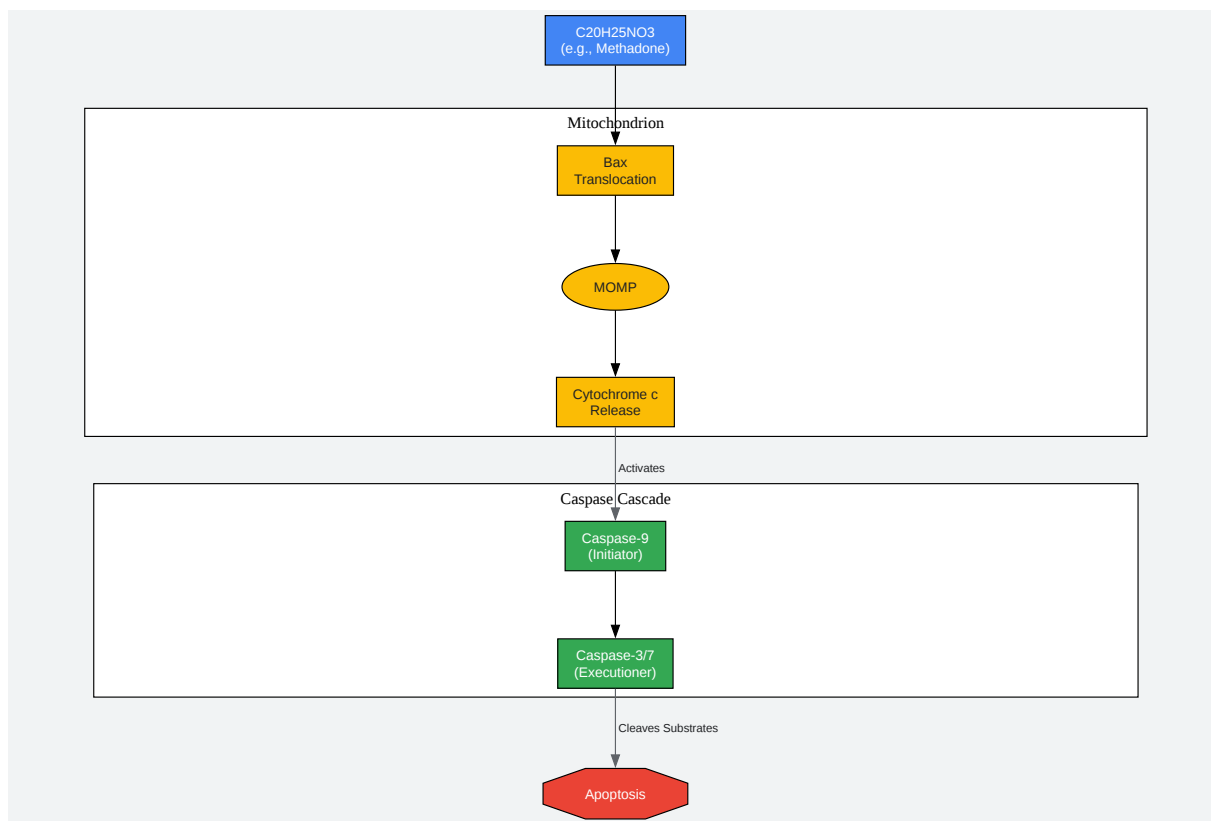 C20H25NO3
(e.g., Methadone)
Mitochondrion
Bax
Translocation
MOMP
Cytochrome c
Release
Activates
Caspase Cascade
Caspase-9
(Initiator)
Caspase-3/7
(Executioner)
Cleaves Substrates
Apoptosis